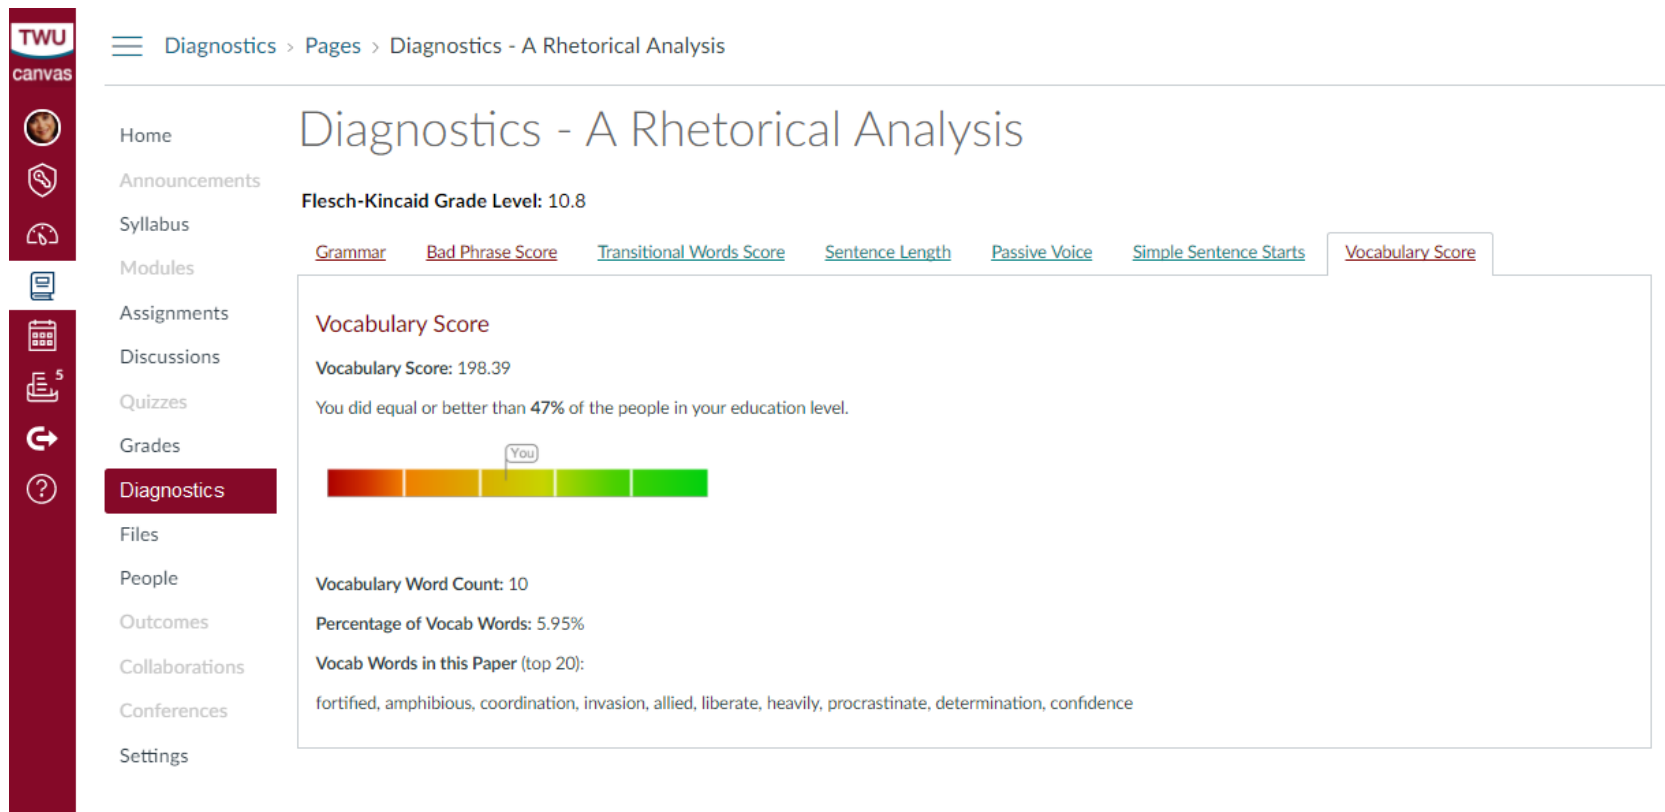 TWU
canvas
Diagnostics > Pages > Diagnostics - A Rhetorical Analysis
5
Home
Announcements
Syllabus
Modules
Assignments
Discussions
Quizzes
Grades
Diagnostics
Files
People
Outcomes
Collaborations
Conferences
Settings
Diagnostics - A Rhetorical Analysis
Flesch-Kincaid Grade Level: 10.8
Grammar Bad Phrase Score Transitional Words Score Sentence Length Passive Voice Simple Sentence Starts Vocabulary Score
Vocabulary Score
Vocabulary Score: 198.39
You did equal or better than 47% of the people in your education level.
You
Vocabulary Word Count: 10
Percentage of Vocab Words: 5.95%
Vocab Words in this Paper (top 20):
fortified, amphibious, coordination, invasion, allied, liberate, heavily, procrastinate, determination, confidence